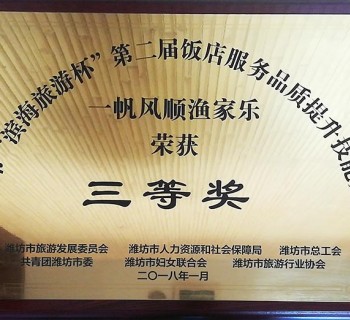 滨海旅游杯”第二届饭店服务品质提升技能
一帆风顺渔家乐
荣获
三等奖
潍坊市旅游发展委员会 潍坊市人力资源和社会保障局 潍坊市总工会
共青团潍坊市委 潍坊市妇女联合会 潍坊市旅游行业协会
二〇一八年一月